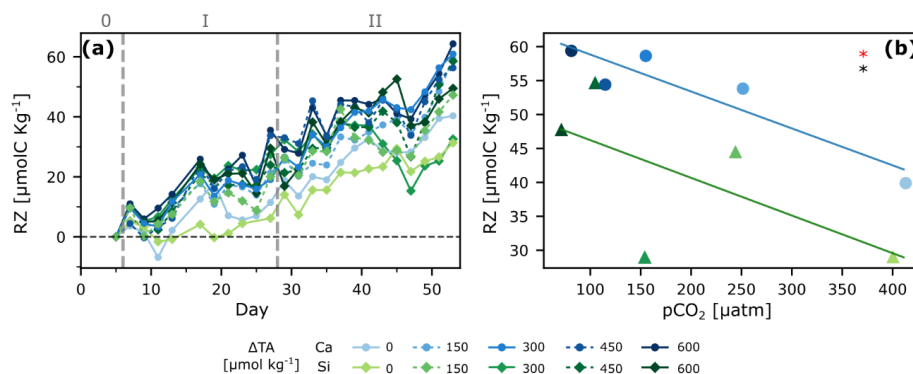 0 I II
(a) (b)
RZ [µmolC Kg⁻¹]
60
40
20
0
0 10 20 30 40 50
Day
RZ [µmolC Kg⁻¹]
60
55
50
45
40
35
30
* 
*
100 150 200 250 300 350 400
pCO₂ [µatm]
ΔTA
[µmol kg⁻¹]
Ca 0 150 300 450 600
Si 0 150 300 450 600